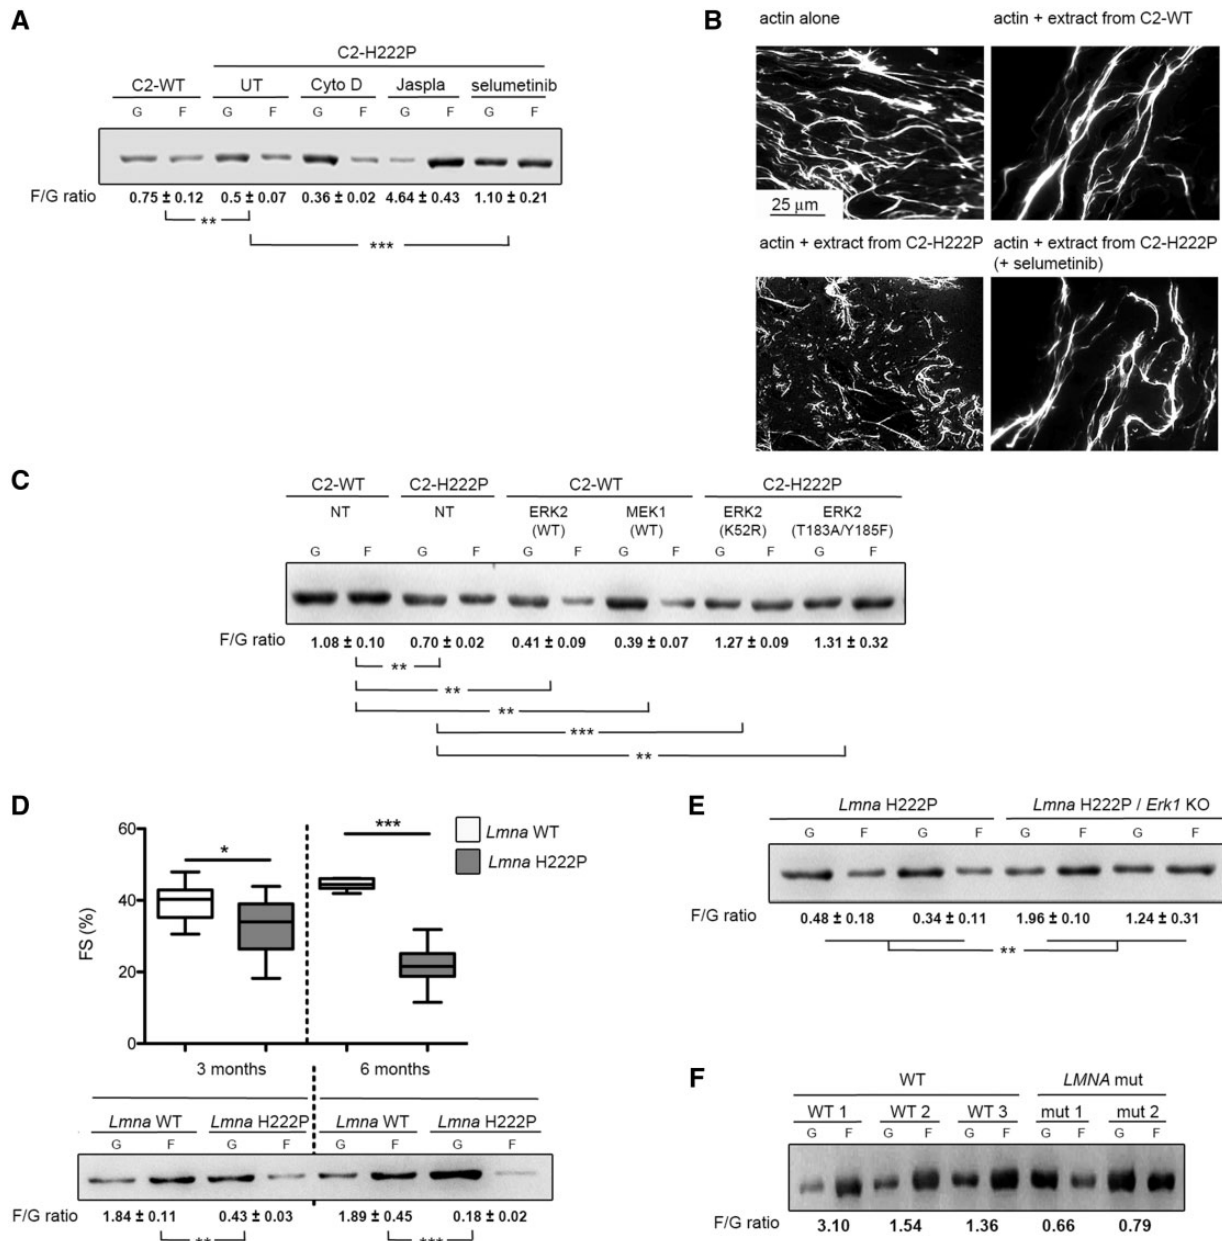 A
C2-H222P
C2-WT UT Cyto D Jaspla selumetinib
G F G F G F G F G F
F/G ratio 0.75 ± 0.12 0.5 ± 0.07 0.36 ± 0.02 4.64 ± 0.43 1.10 ± 0.21
**
***
B
actin alone
actin + extract from C2-WT
25 μm
actin + extract from C2-H222P
actin + extract from C2-H222P
(+ selumetinib)
C
C2-WT C2-H222P C2-WT C2-H222P
NT NT ERK2 MEK1 ERK2 ERK2
(WT) (WT) (K52R) (T183A/Y185F)
G F G F G F G F G F G F
F/G ratio 1.08 ± 0.10 0.70 ± 0.02 0.41 ± 0.09 0.39 ± 0.07 1.27 ± 0.09 1.31 ± 0.32
**
**
**
***
**
D
60
40
20
0
FS (%)
*
***
Lmna WT
Lmna H222P
3 months 6 months
Lmna WT Lmna H222P Lmna WT Lmna H222P
G F G F G F G F
F/G ratio 1.84 ± 0.11 0.43 ± 0.03 1.89 ± 0.45 0.18 ± 0.02
**
***
E
Lmna H222P Lmna H222P / Erk1 KO
G F G F G F G F
F/G ratio 0.48 ± 0.18 0.34 ± 0.11 1.96 ± 0.10 1.24 ± 0.31
**
F
WT LMNA mut
WT 1 WT 2 WT 3 mut 1 mut 2
G F G F G F G F G F
F/G ratio 3.10 1.54 1.36 0.66 0.79